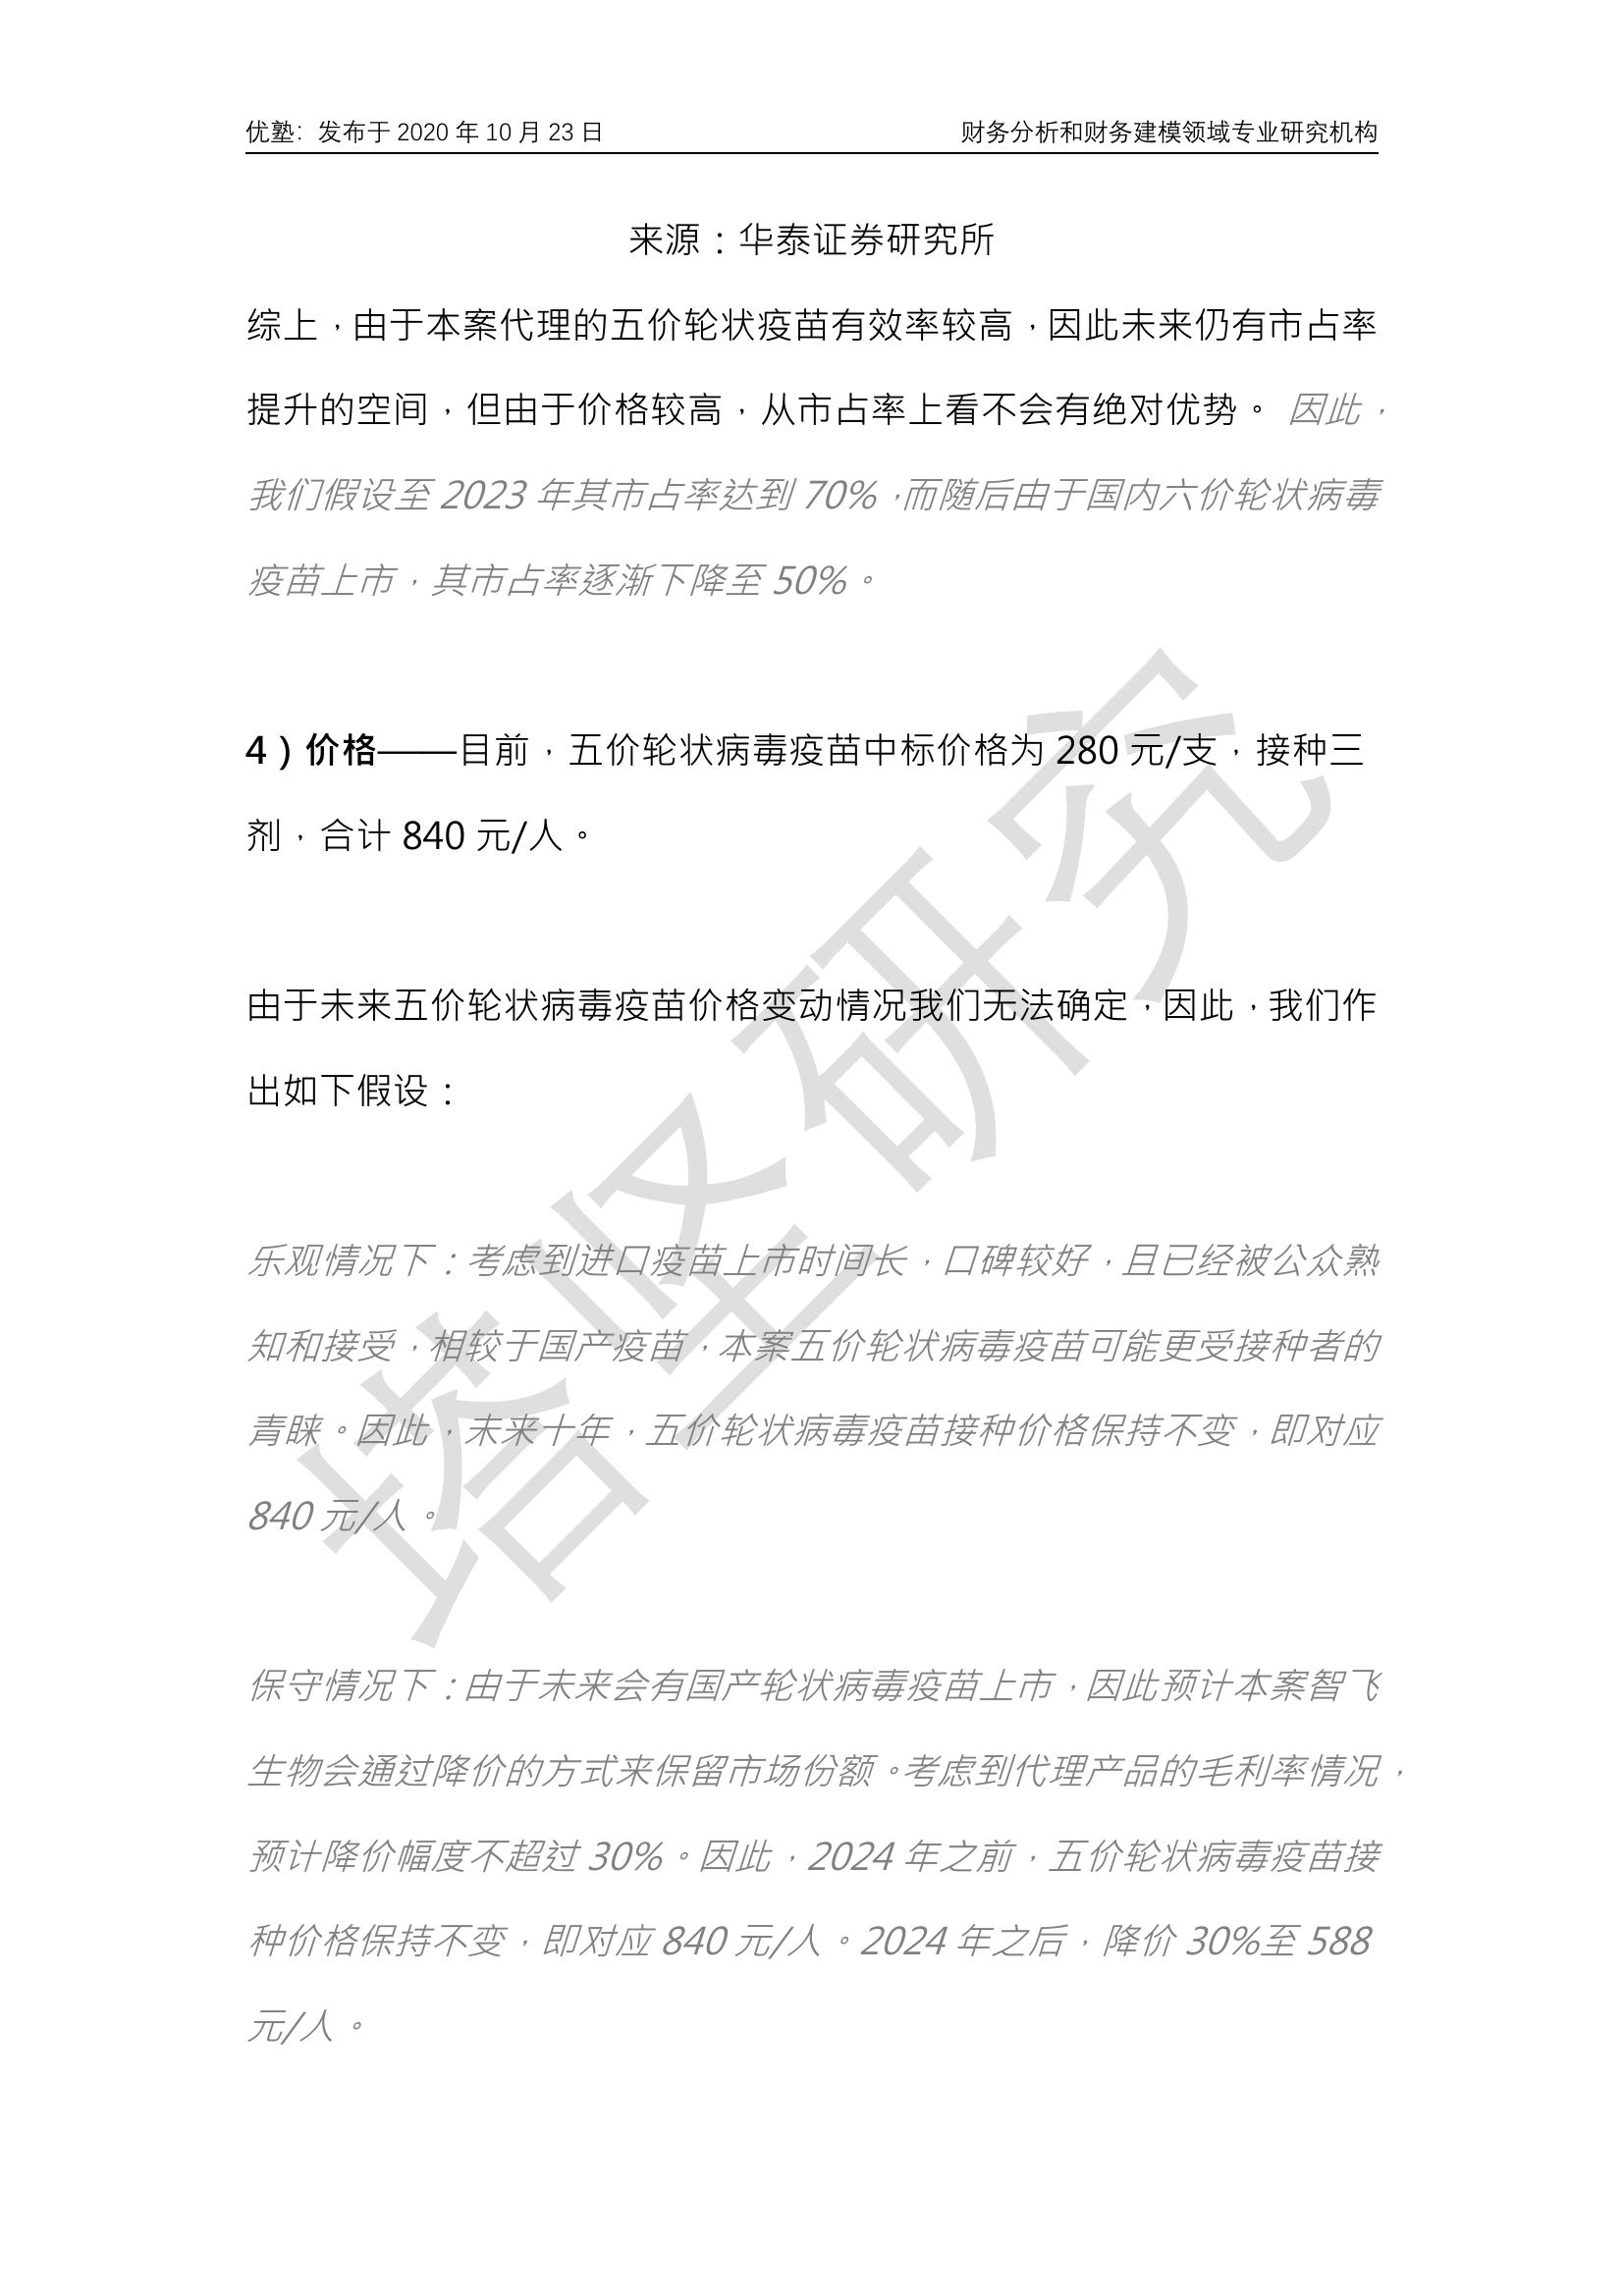 优塾：发布于 2020 年 10 月 23 日 财务分析和财务建模领域专业研究机构
来源：华泰证券研究所
综上，由于本案代理的五价轮状疫苗有效率较高，因此未来仍有市占率
提升的空间，但由于价格较高，从市占率上看不会有绝对优势。 因此，
我们假设至 2023 年其市占率达到 70%，而随后由于国内六价轮状病毒
疫苗上市，其市占率逐渐下降至 50%。
4）价格——目前，五价轮状病毒疫苗中标价格为 280 元/支，接种三
剂，合计 840 元/人。
由于未来五价轮状病毒疫苗价格变动情况我们无法确定，因此，我们作
出如下假设：
乐观情况下：考虑到进口疫苗上市时间长，口碑较好，且已经被公众熟
知和接受，相较于国产疫苗，本案五价轮状病毒疫苗可能更受接种者的
青睐。因此，未来十年，五价轮状病毒疫苗接种价格保持不变，即对应
840 元/人。
保守情况下：由于未来会有国产轮状病毒疫苗上市，因此预计本案智飞
生物会通过降价的方式来保留市场份额。考虑到代理产品的毛利率情况，
预计降价幅度不超过 30%。因此，2024 年之前，五价轮状病毒疫苗接
种价格保持不变，即对应 840 元/人。2024 年之后，降价 30%至 588
元/人。
塔坚研究